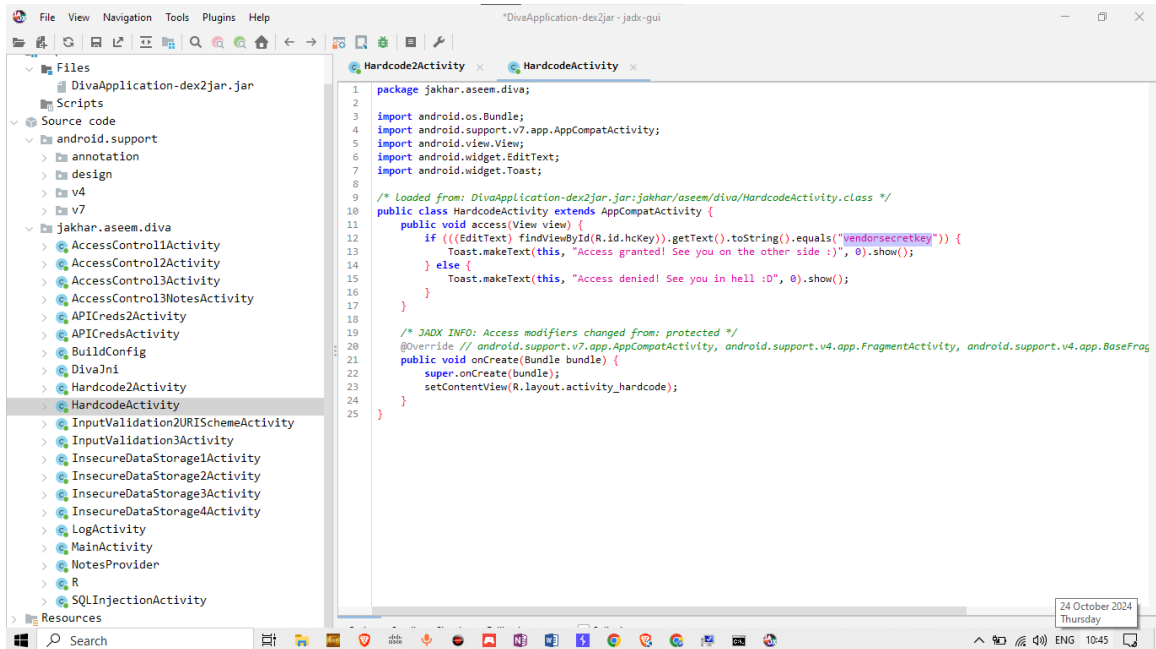 File View Navigation Tools Plugins Help
*DivaApplication-dex2jar - jadx-gui
Files
DivaApplication-dex2jar.jar
Scripts
Source code
android.support
annotation
design
v4
v7
jakhar.aseem.diva
AccessControl1Activity
AccessControl2Activity
AccessControl3Activity
AccessControl3NotesActivity
APICreds2Activity
APICredsActivity
BuildConfig
DivaJni
Hardcode2Activity
HardcodeActivity
InputValidation2URISchemeActivity
InputValidation3Activity
InsecureDataStorage1Activity
InsecureDataStorage2Activity
InsecureDataStorage3Activity
InsecureDataStorage4Activity
LogActivity
MainActivity
NotesProvider
R
SQLInjectionActivity
Resources
Hardcode2Activity HardcodeActivity
1 package jakhar.aseem.diva;
2
3 import android.os.Bundle;
4 import android.support.v7.app.AppCompatActivity;
5 import android.view.View;
6 import android.widget.EditText;
7 import android.widget.Toast;
8
9 /* loaded from: DivaApplication-dex2jar.jar:jakhar/aseem/diva/HardcodeActivity.class */
10 public class HardcodeActivity extends AppCompatActivity {
11 public void access(View view) {
12 if (((EditText) findViewById(R.id.hcKey)).getText().toString().equals("vendorsecretkey")) {
13 Toast.makeText(this, "Access granted! See you on the other side :)", 0).show();
14 } else {
15 Toast.makeText(this, "Access denied! See you in hell :D", 0).show();
16 }
17 }
18
19 /* JADX INFO: Access modifiers changed from: protected */
20 @Override // android.support.v7.app.AppCompatActivity, android.support.v4.app.FragmentActivity, android.support.v4.app.BaseFrag
21 public void onCreate(Bundle bundle) {
22 super.onCreate(bundle);
23 setContentView(R.layout.activity_hardcode);
24 }
25 }
24 October 2024
Thursday
Search
ENG 10:45